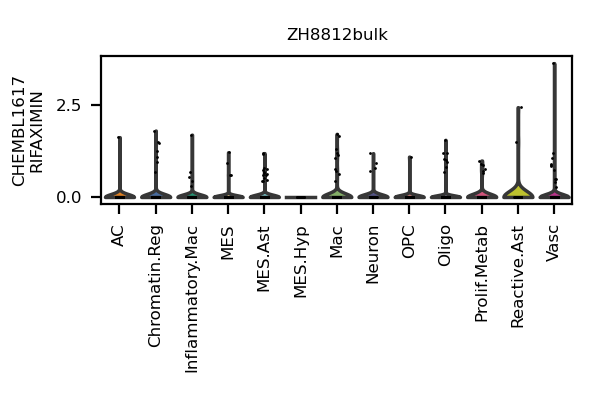 ZH8812bulk
CHEMBL1617
RIFAXIMIN
2.5
0.0
AC
Chromatin.Reg
Inflammatory.Mac
MES
MES.Ast
MES.Hyp
Mac
Neuron
OPC
Oligo
Prolif.Metab
Reactive.Ast
Vasc